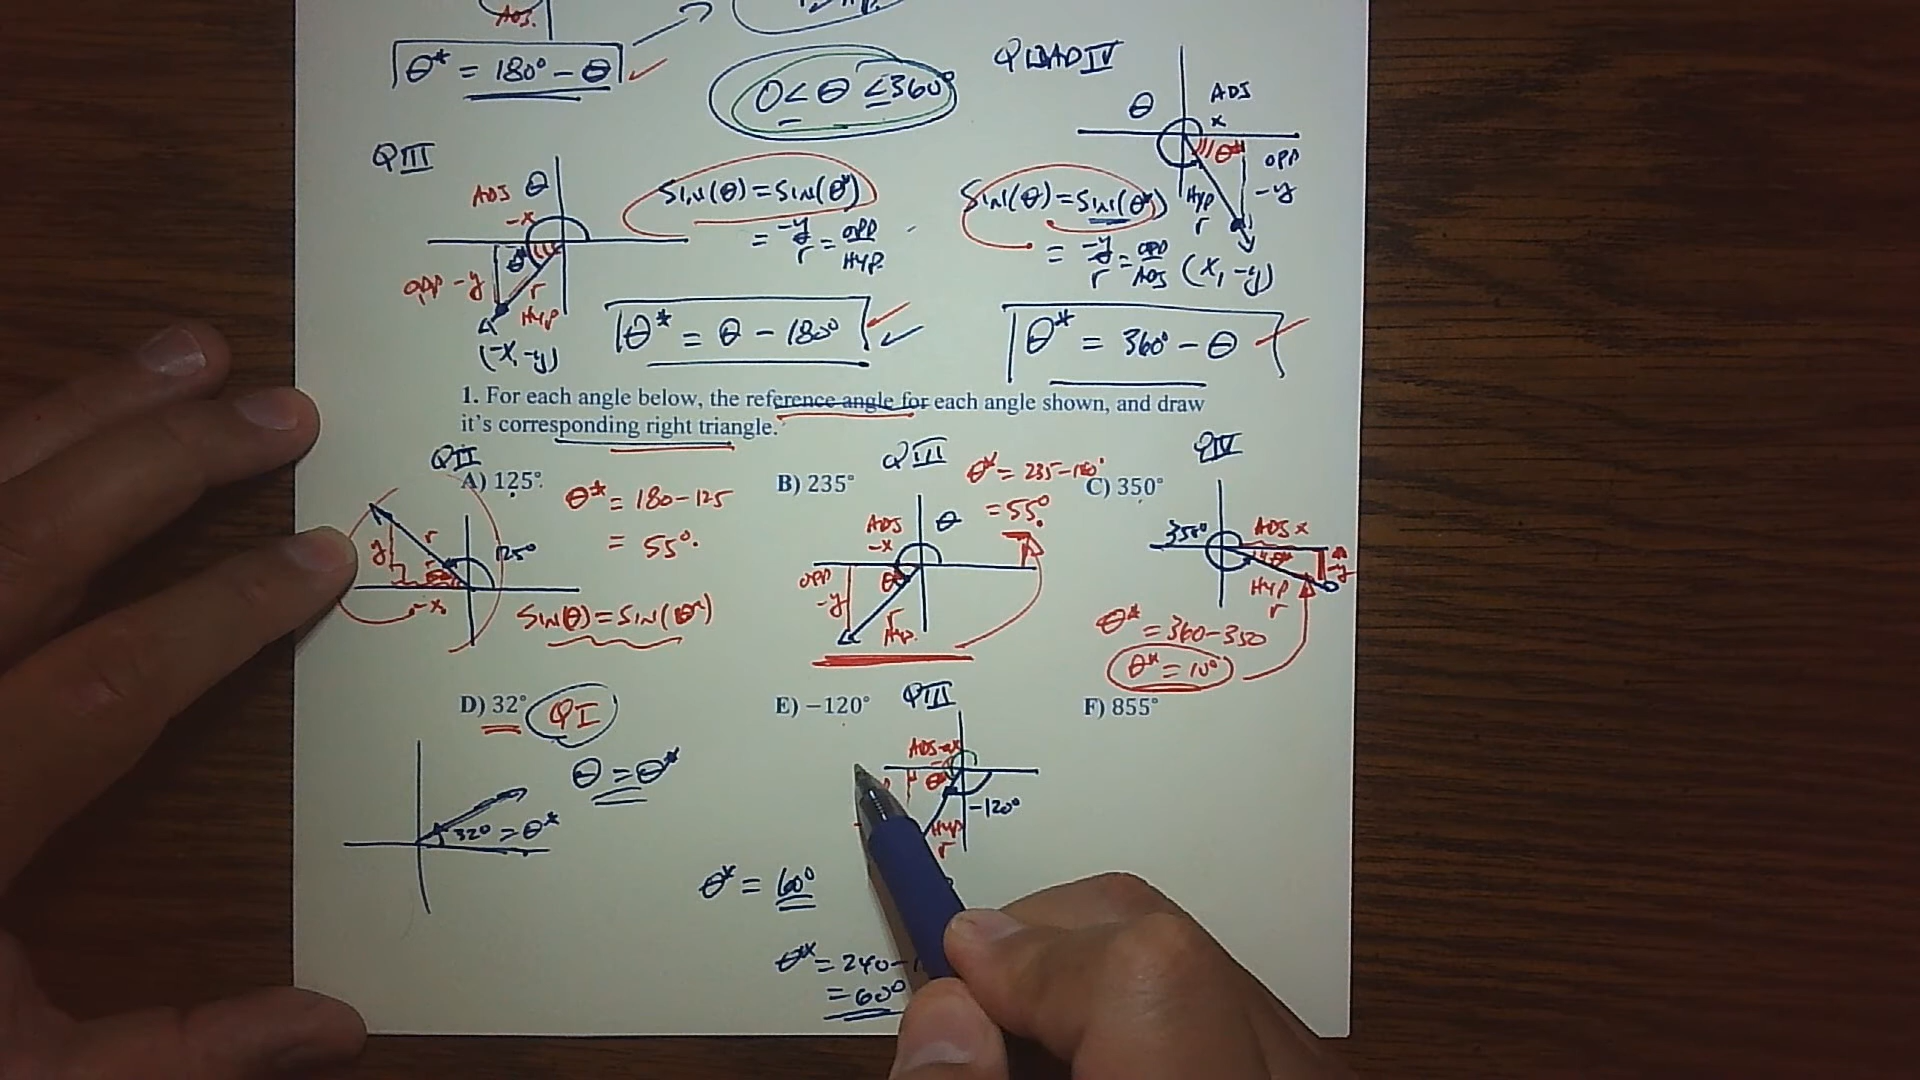 ADJ.
θ* = 180° − θ
0 < θ ≤ 360°
QUAD IV
θ
ADJ
x
θ*
OPP
−y
HYP
r
(x, −y)
QIII
ADJ
θ
−x
θ*
OPP −y
r
HYP
(−x, −y)
Sin(θ) = Sin(θ*)
= −y/r = OPP/HYP.
θ* = θ − 180°
Sin(θ) = Sin(θ*)
= −y/r = OPP/ADJ
θ* = 360° − θ
1. For each angle below, the reference angle for each angle shown, and draw
it's corresponding right triangle.
QII
A) 125°.
θ* = 180 − 125
= 55°.
r
y
125°
θ*
−x
Sin(θ) = Sin(θ*)
QIII
B) 235°
θ* = 235 − 180°
= 55°.
ADJ
−x
θ
OPP
−y
θ*
r
HYP.
QIV
C) 350°
350°
ADJ x
θ*
−y
HYP
r
θ* = 360 − 350
θ* = 10°
D) 32°
QI
θ = θ*
32° = θ*
E) −120°
QIII
θ*
−120°
HYP
r
θ* = 60°
θ* = 240 −
= 60°
F) 855°